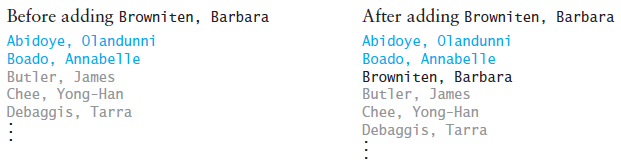 Before adding Browniten, Barbara
Abidoye, Olandunni
Boado, Annabelle
Butler, James
Chee, Yong-Han
Debaggis, Tarra
⋮
After adding Browniten, Barbara
Abidoye, Olandunni
Boado, Annabelle
Browniten, Barbara
Butler, James
Chee, Yong-Han
Debaggis, Tarra
⋮